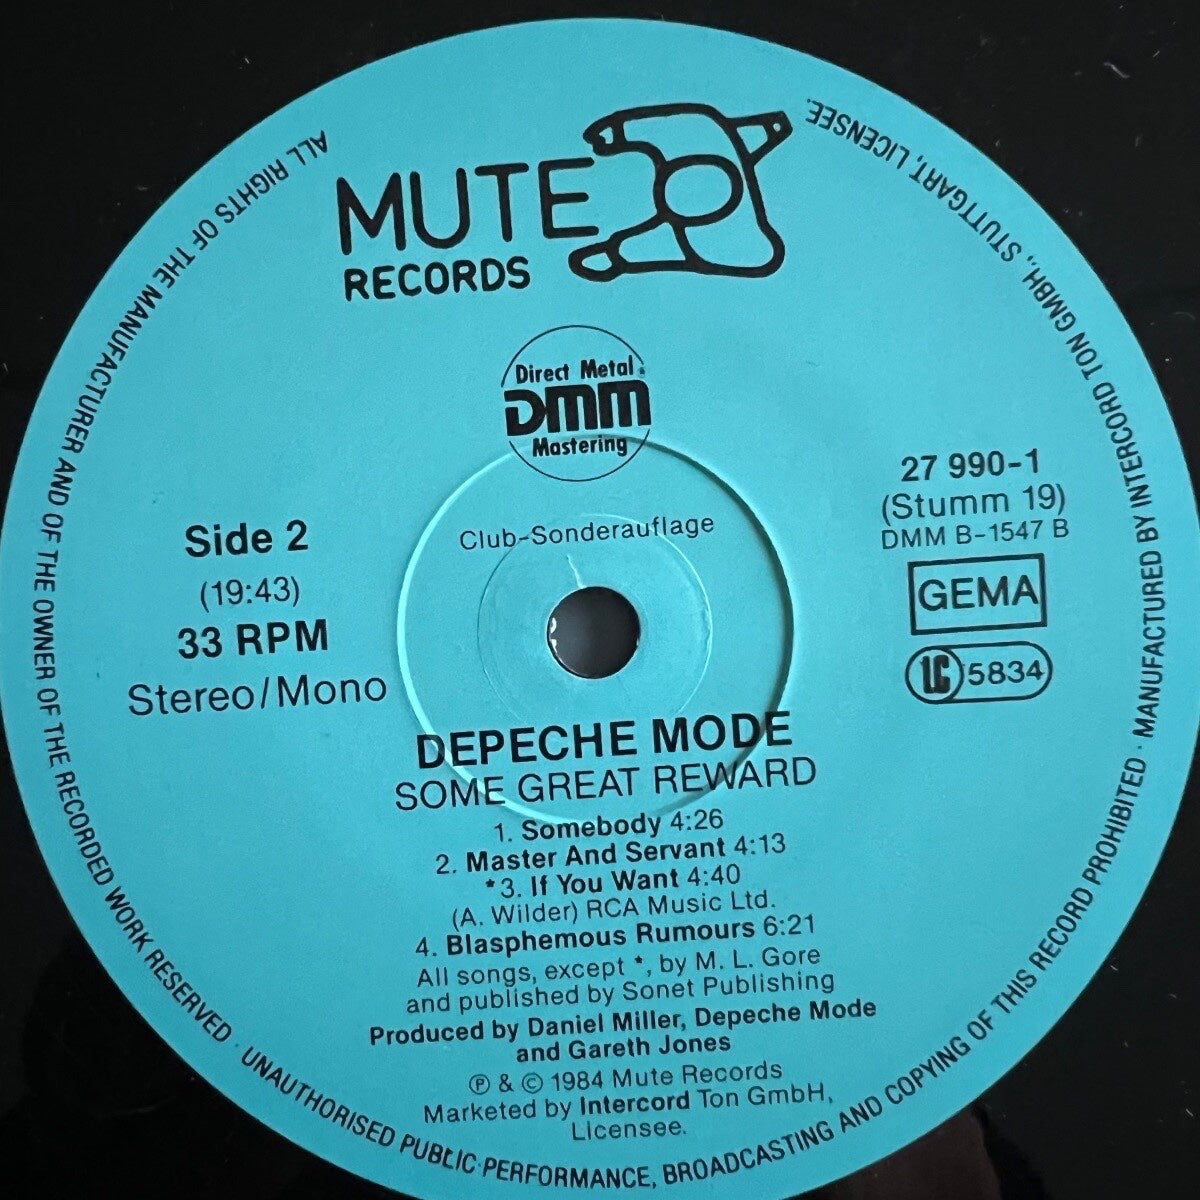 MUTE
RECORDS
Direct Metal
DMM
Mastering
Club-Sonderauflage
Side 2
(19:43)
33 RPM
Stereo/Mono
27 990-1
(Stumm 19)
DMM B-1547 B
GEMA
LC 5834
DEPECHE MODE
SOME GREAT REWARD
1. Somebody 4:26
2. Master And Servant 4:13
*3. If You Want 4:40
(A. Wilder) RCA Music Ltd.
4. Blasphemous Rumours 6:21
All songs, except *, by M. L. Gore
and published by Sonet Publishing
Produced by Daniel Miller, Depeche Mode
and Gareth Jones
℗ & © 1984 Mute Records
Marketed by Intercord Ton GmbH,
Licensee.
ALL RIGHTS OF THE MANUFACTURER AND OF THE OWNER OF THE RECORDED WORK RESERVED · UNAUTHORISED PUBLIC PERFORMANCE, BROADCASTING AND COPYING OF THIS RECORD PROHIBITED · MANUFACTURED BY INTERCORD TON GMBH., STUTTGART, LICENSEE.